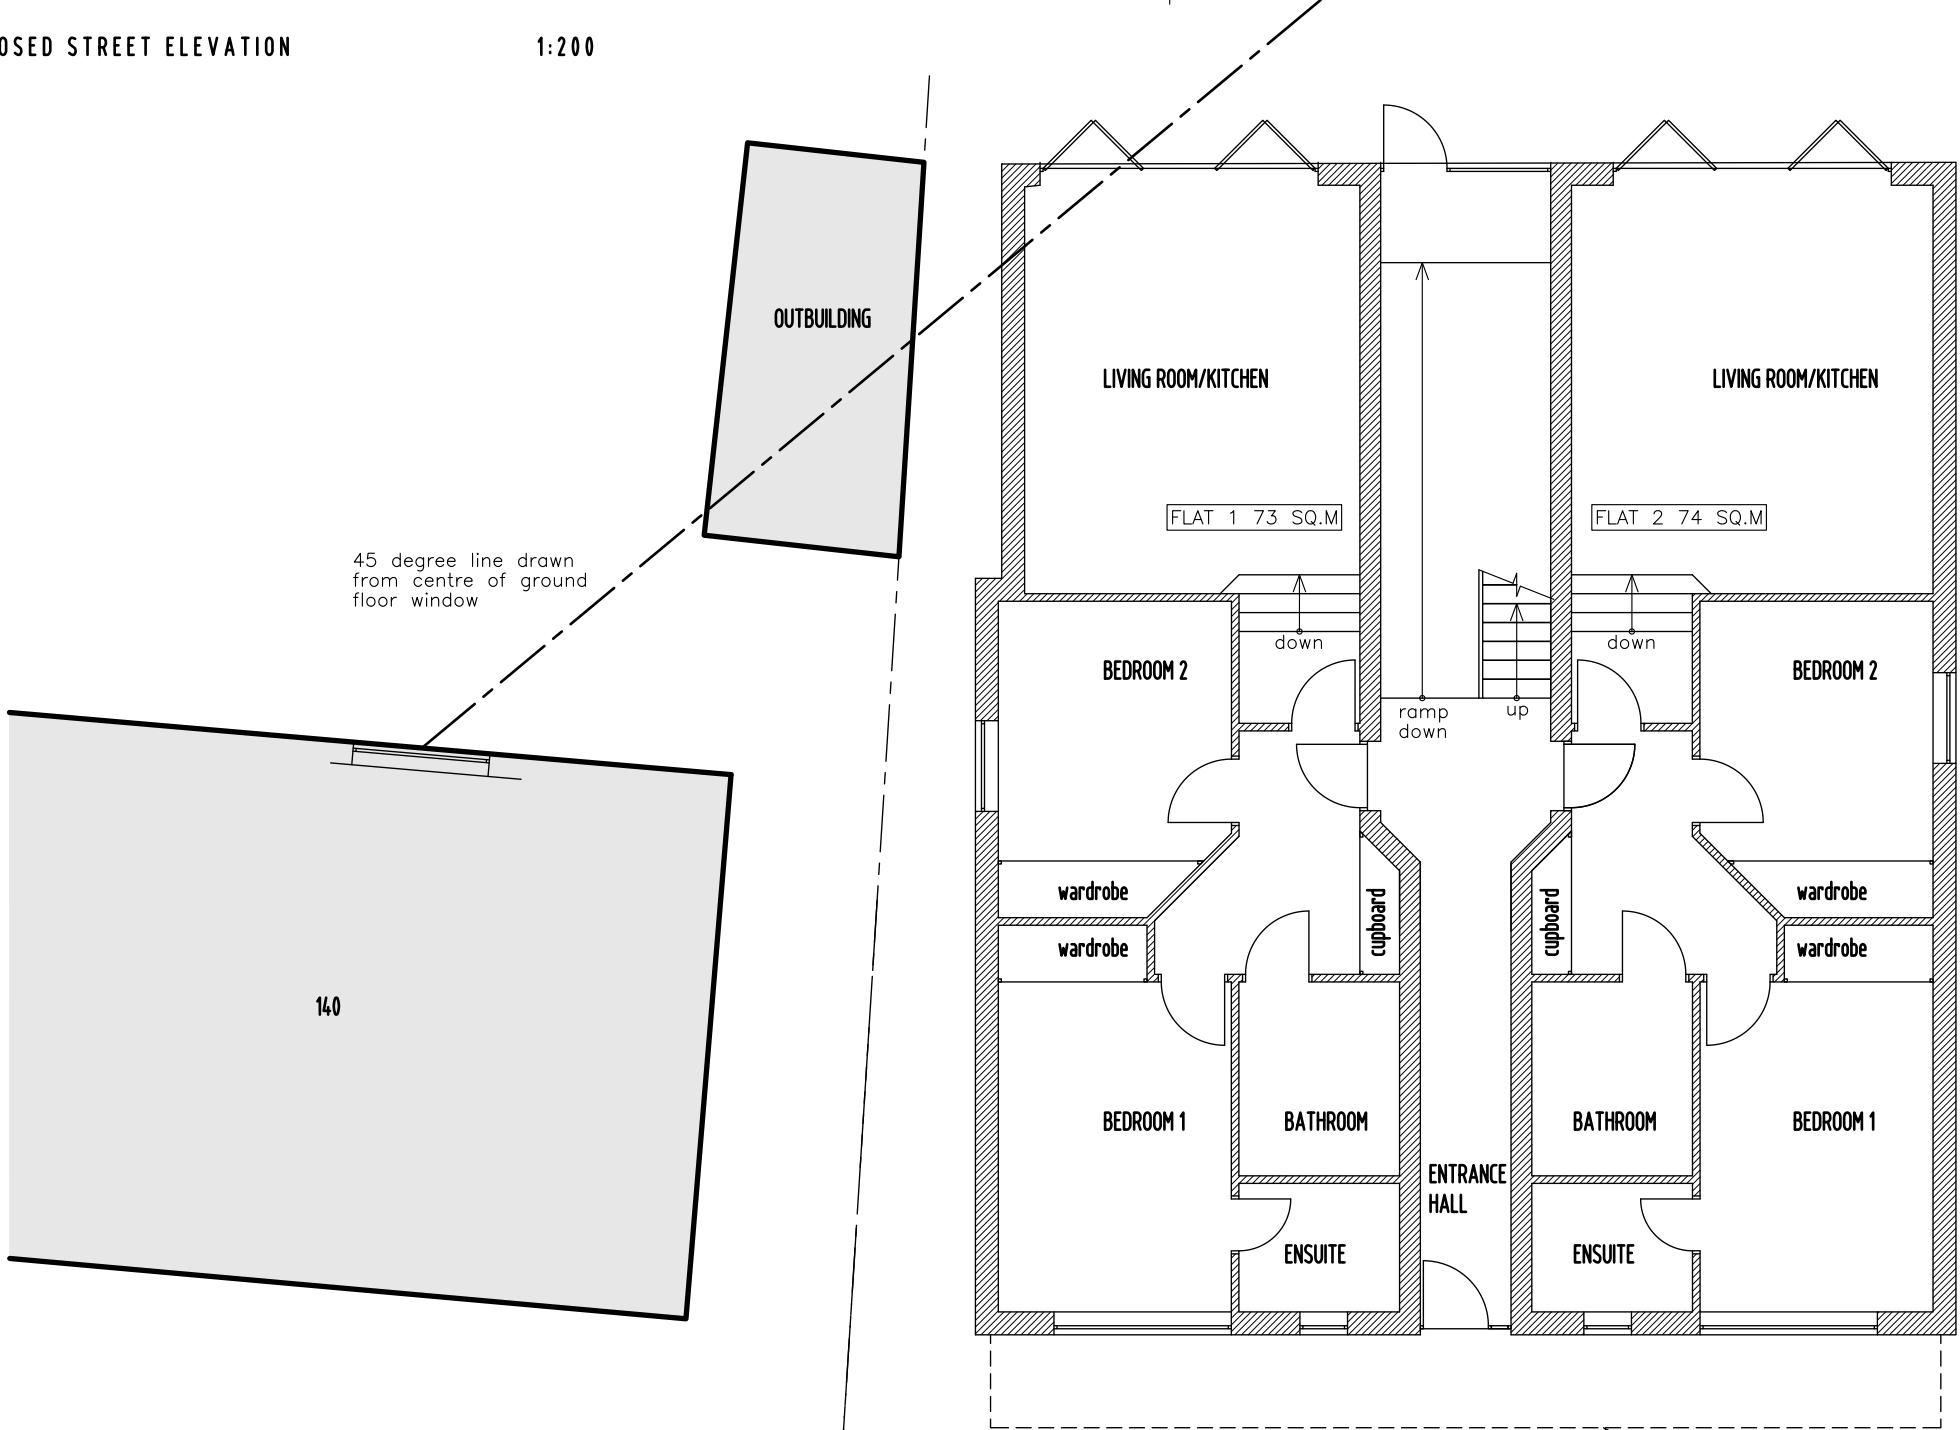 OSED STREET ELEVATION 1:200
OUTBUILDING
LIVING ROOM/KITCHEN
LIVING ROOM/KITCHEN
FLAT 1 73 SQ.M
FLAT 2 74 SQ.M
45 degree line drawn
from centre of ground
floor window
down
down
BEDROOM 2
BEDROOM 2
ramp
down
up
wardrobe
cupboard
cupboard
wardrobe
wardrobe
wardrobe
140
BEDROOM 1
BATHROOM
BATHROOM
BEDROOM 1
ENTRANCE
HALL
ENSUITE
ENSUITE